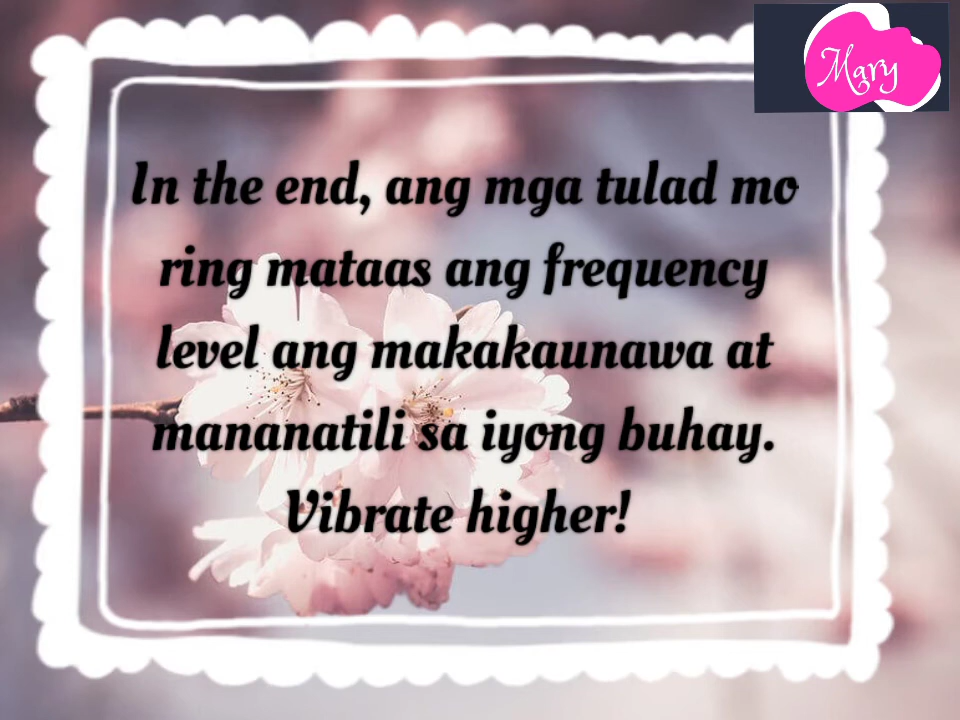 Mary
In the end, ang mga tulad mo
ring mataas ang frequency
level ang makakaunawa at
mananatili sa iyong buhay.
Vibrate higher!